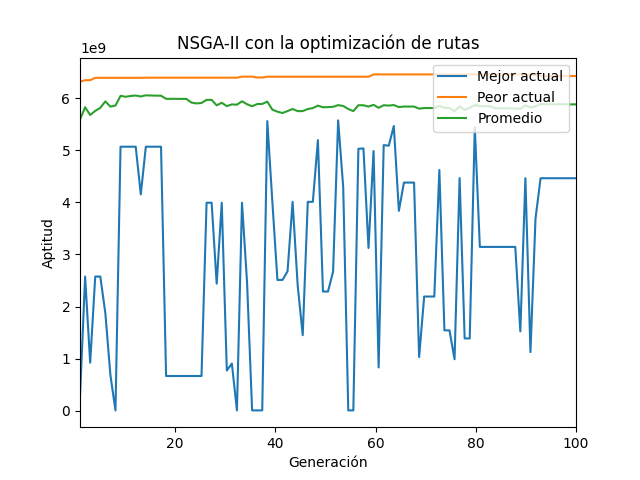 NSGA-II con la optimización de rutas
1e9
Mejor actual
Peor actual
Promedio
6
5
4
3
2
1
0
Aptitud
20
40
60
80
100
Generación